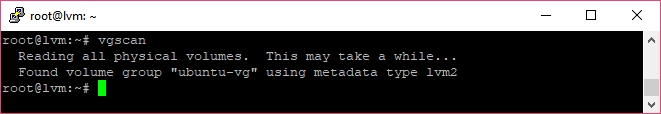 root@lvm: ~
root@lvm:~# vgscan
  Reading all physical volumes.  This may take a while...
  Found volume group "ubuntu-vg" using metadata type lvm2
root@lvm:~#